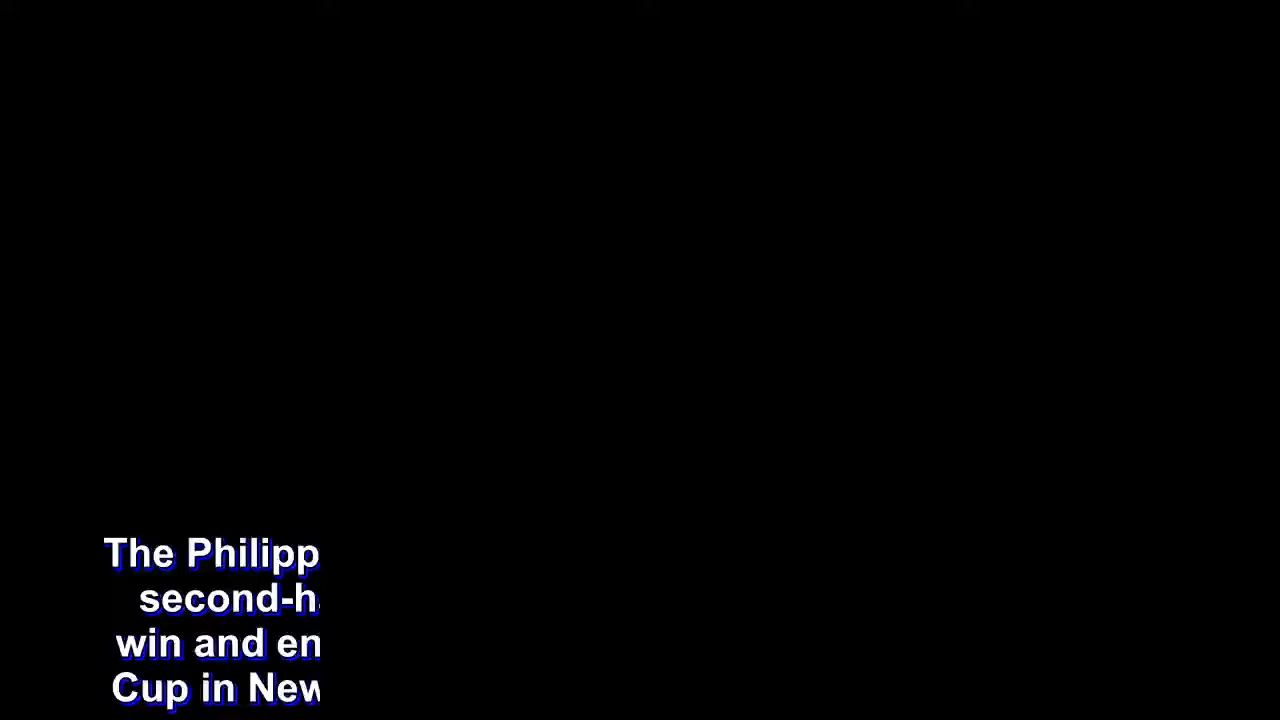 The Philipp
second-h
win and en
Cup in New